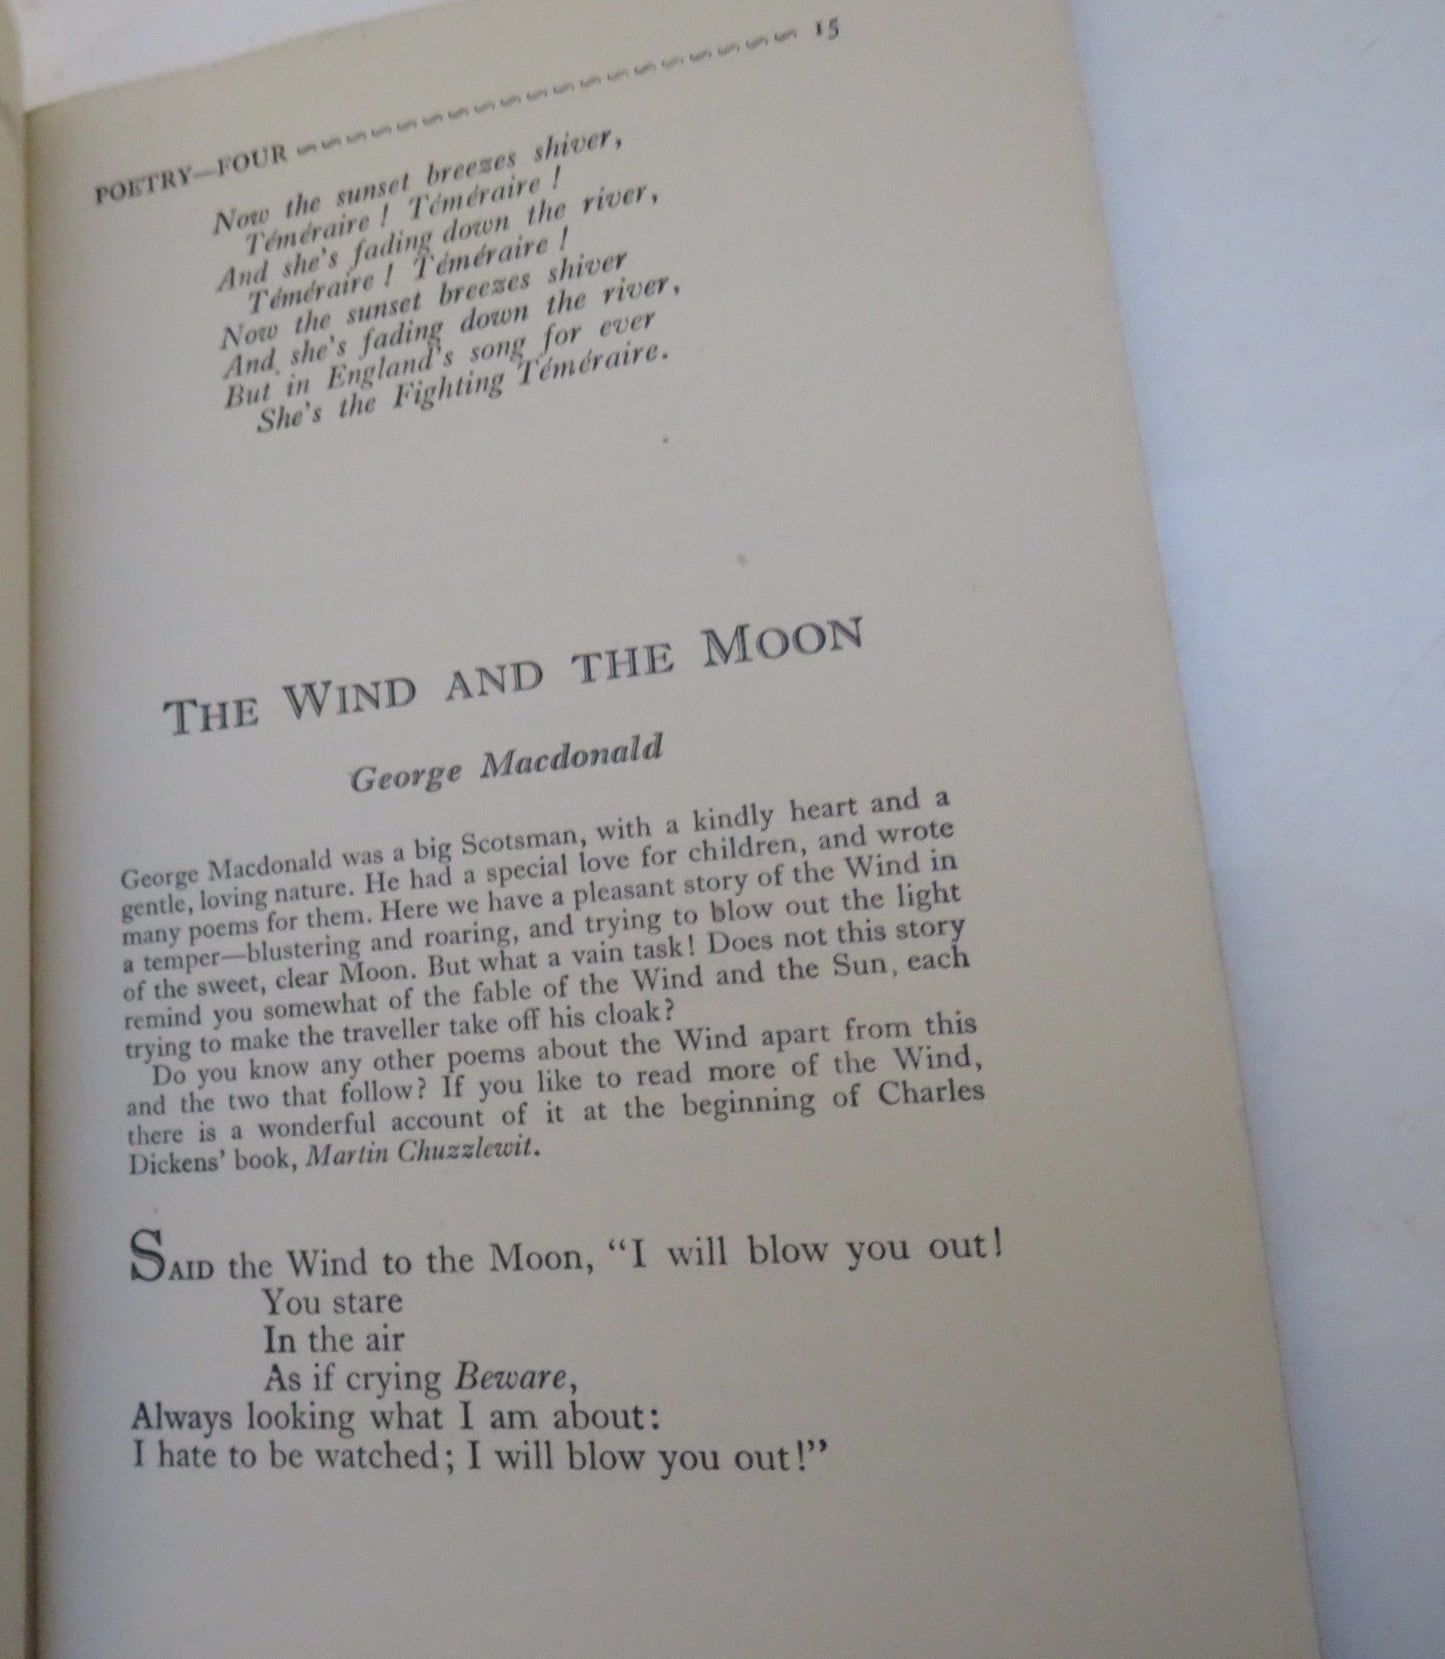 POETRY—FOUR 15
Now the sunset breezes shiver,
Téméraire! Téméraire!
And she's fading down the river,
Téméraire! Téméraire!
Now the sunset breezes shiver
And she's fading down the river,
But in England's song for ever
She's the Fighting Téméraire.
THE WIND AND THE MOON
George Macdonald
George Macdonald was a big Scotsman, with a kindly heart and a
gentle, loving nature. He had a special love for children, and wrote
many poems for them. Here we have a pleasant story of the Wind in
a temper—blustering and roaring, and trying to blow out the light
of the sweet, clear Moon. But what a vain task! Does not this story
remind you somewhat of the fable of the Wind and the Sun, each
trying to make the traveller take off his cloak?
Do you know any other poems about the Wind apart from this
and the two that follow? If you like to read more of the Wind,
there is a wonderful account of it at the beginning of Charles
Dickens' book, Martin Chuzzlewit.
SAID the Wind to the Moon, “I will blow you out!
You stare
In the air
As if crying Beware,
Always looking what I am about:
I hate to be watched; I will blow you out!”